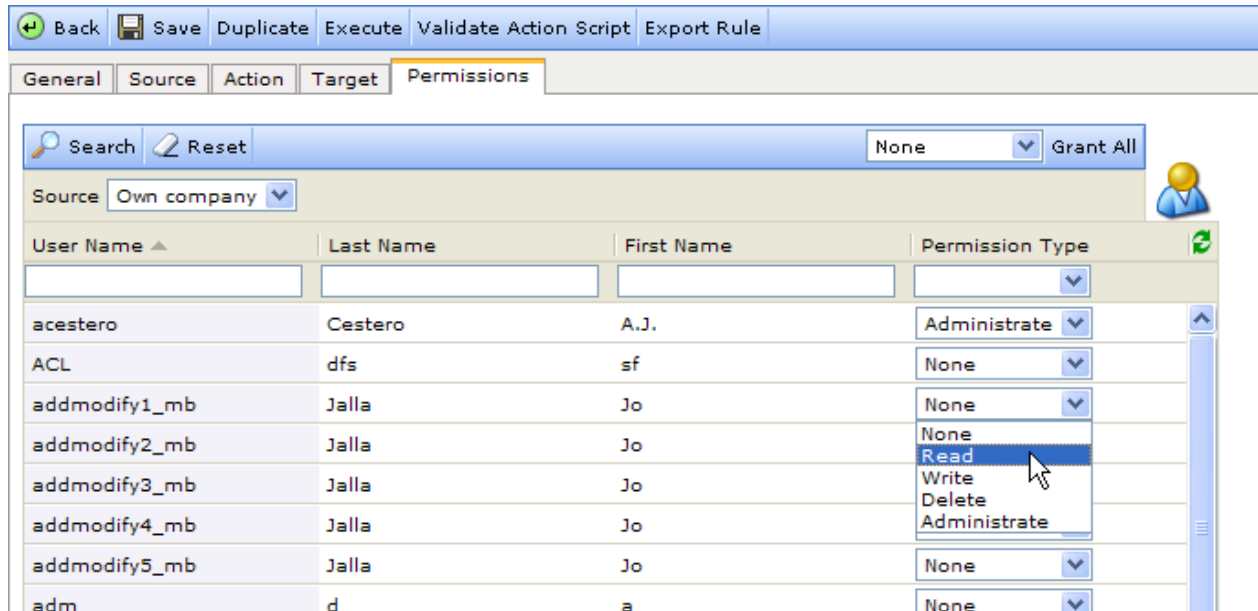 Back Save Duplicate Execute Validate Action Script Export Rule
General Source Action Target Permissions
Search Reset None Grant All
Source Own company
User Name Last Name First Name Permission Type
acestero Cestero A.J. Administrate
ACL dfs sf None
addmodify1_mb Jalla Jo None
None
addmodify2_mb Jalla Jo Read
Write
addmodify3_mb Jalla Jo Delete
addmodify4_mb Jalla Jo Administrate
addmodify5_mb Jalla Jo None
adm d a None